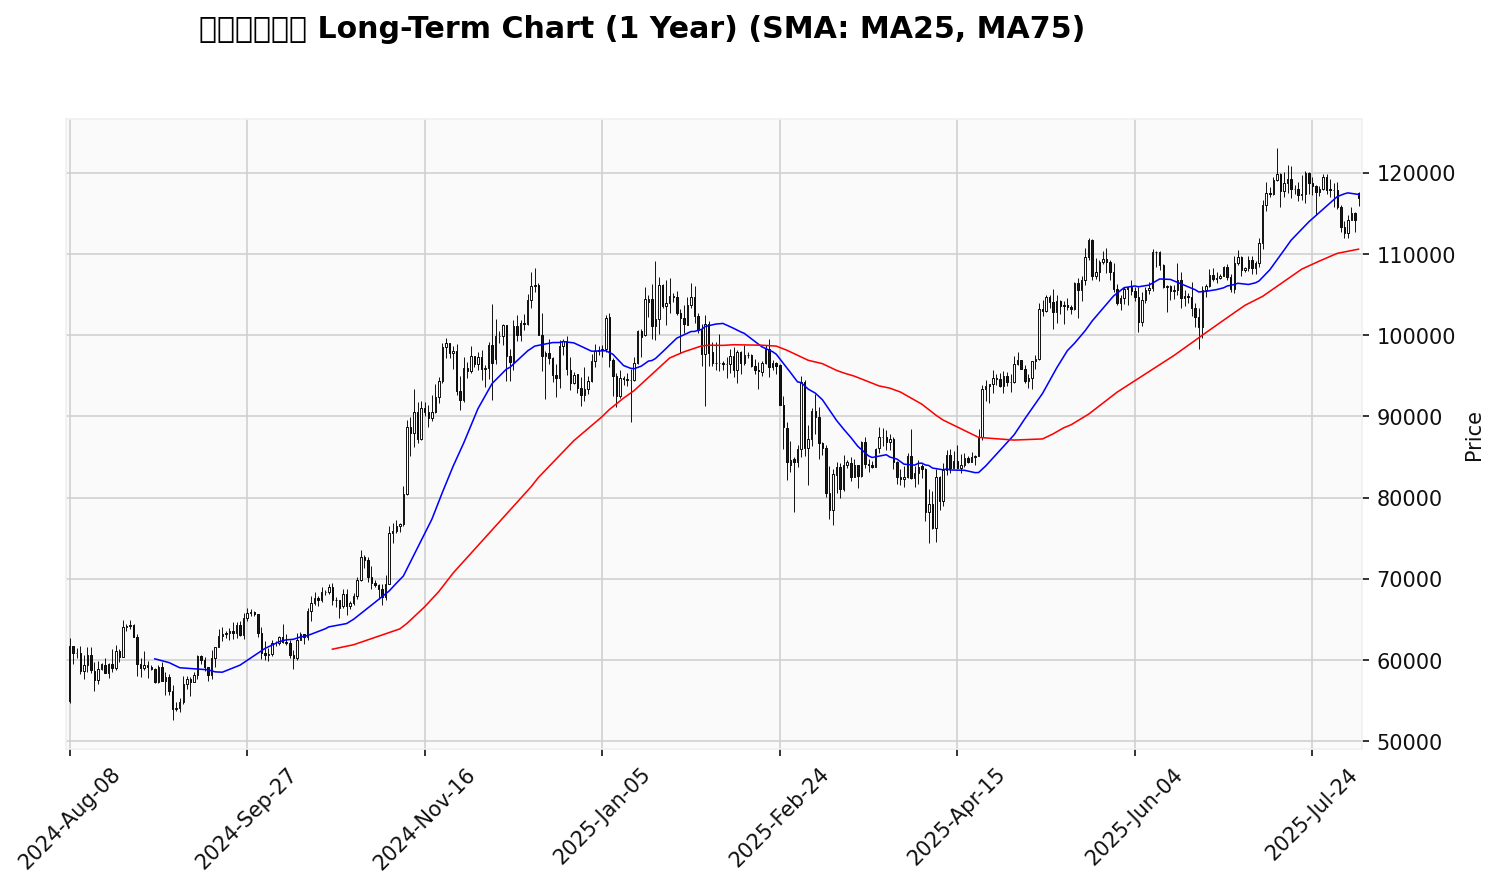 Long-Term Chart (1 Year) (SMA: MA25, MA75)
120000
110000
100000
90000
80000
70000
60000
50000
Price
2024-Aug-08
2024-Sep-27
2024-Nov-16
2025-Jan-05
2025-Feb-24
2025-Apr-15
2025-Jun-04
2025-Jul-24